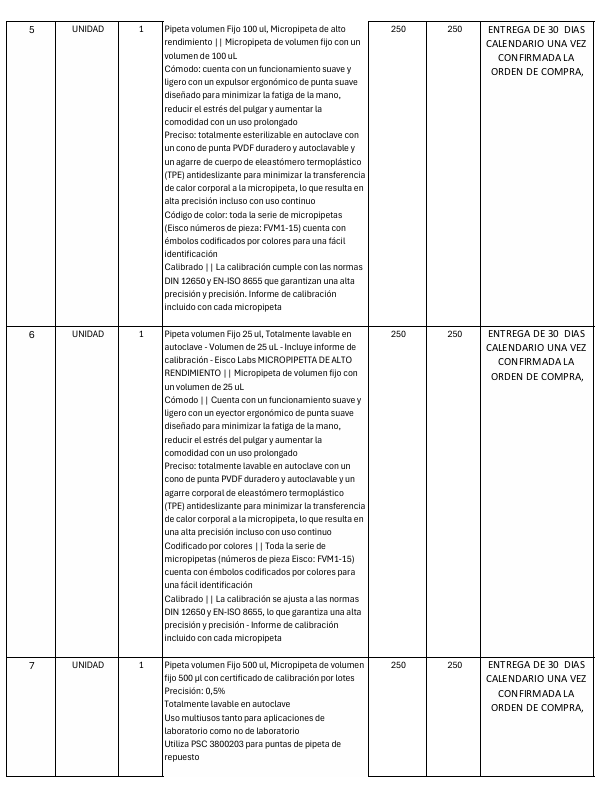 5 UNIDAD 1 Pipeta volumen Fijo 100 ul, Micropipeta de alto 250 250 ENTREGA DE 30 DIAS
rendimiento || Micropipeta de volumen fijo con un CALENDARIO UNA VEZ
volumen de 100 uL CONFIRMADA LA
Cómodo: cuenta con un funcionamiento suave y ORDEN DE COMPRA,
ligero con un expulsor ergonómico de punta suave
diseñado para minimizar la fatiga de la mano,
reducir el estrés del pulgar y aumentar la
comodidad con un uso prolongado
Preciso: totalmente esterilizable en autoclave con
un cono de punta PVDF duradero y autoclavable y
un agarre de cuerpo de eleastómero termoplástico
(TPE) antideslizante para minimizar la transferencia
de calor corporal a la micropipeta, lo que resulta en
alta precisión incluso con uso continuo
Código de color: toda la serie de micropipetas
(Eisco números de pieza: FVM1-15) cuenta con
émbolos codificados por colores para una fácil
identificación
Calibrado || La calibración cumple con las normas
DIN 12650 y EN-ISO 8655 que garantizan una alta
precisión y precisión. Informe de calibración
incluido con cada micropipeta
6 UNIDAD 1 Pipeta volumen Fijo 25 ul, Totalmente lavable en 250 250 ENTREGA DE 30 DIAS
autoclave - Volumen de 25 uL - Incluye informe de CALENDARIO UNA VEZ
calibración - Eisco Labs MICROPIPETTA DE ALTO CONFIRMADA LA
RENDIMIENTO || Micropipeta de volumen fijo con ORDEN DE COMPRA,
un volumen de 25 uL
Cómodo || Cuenta con un funcionamiento suave y
ligero con un eyector ergonómico de punta suave
diseñado para minimizar la fatiga de la mano,
reducir el estrés del pulgar y aumentar la
comodidad con un uso prolongado
Preciso: totalmente lavable en autoclave con un
cono de punta PVDF duradero y autoclavable y un
agarre corporal de eleastómero termoplástico
(TPE) antideslizante para minimizar la transferencia
de calor corporal a la micropipeta, lo que resulta en
una alta precisión incluso con uso continuo
Codificado por colores || Toda la serie de
micropipetas (números de pieza Eisco: FVM1-15)
cuenta con émbolos codificados por colores para
una fácil identificación
Calibrado || La calibración se ajusta a las normas
DIN 12650 y EN-ISO 8655, lo que garantiza una alta
precisión y precisión - Informe de calibración
incluido con cada micropipeta
7 UNIDAD 1 Pipeta volumen Fijo 500 ul, Micropipeta de volumen 250 250 ENTREGA DE 30 DIAS
fijo 500 µl con certificado de calibración por lotes CALENDARIO UNA VEZ
Precisión: 0,5% CONFIRMADA LA
Totalmente lavable en autoclave ORDEN DE COMPRA,
Uso multiusos tanto para aplicaciones de
laboratorio como no de laboratorio
Utiliza PSC 3800203 para puntas de pipeta de
repuesto